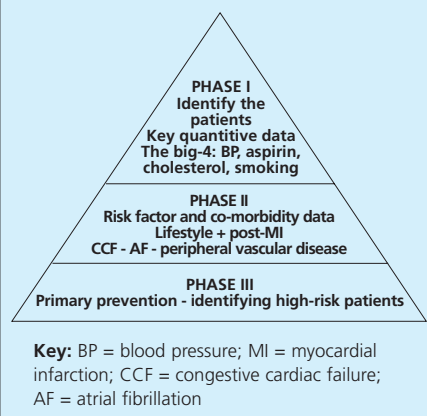 PHASE I
Identify the
patients
Key quantitive data
The big-4: BP, aspirin,
cholesterol, smoking
PHASE II
Risk factor and co-morbidity data
Lifestyle + post-MI
CCF - AF - peripheral vascular disease
PHASE III
Primary prevention - identifying high-risk patients
Key: BP = blood pressure; MI = myocardial
infarction; CCF = congestive cardiac failure;
AF = atrial fibrillation